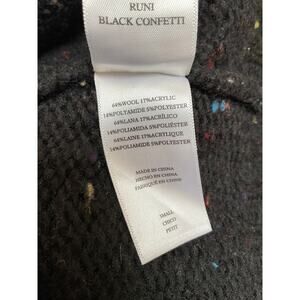 RUNI
BLACK CONFETTI
64%WOOL 17%ACRYLIC
14%POLYAMIDE 5%POLYESTER
64%LANA 17%ACRÍLICO
14%POLIAMIDA 5%POLIÉSTER
64%LAINE 17%ACRYLIQUE
14%POLIAMIDE 5%POLYESTER
MADE IN CHINA
HECHO EN CHINA
FABRIQUÉ EN CHINE
SMALL
CHICO
PETIT